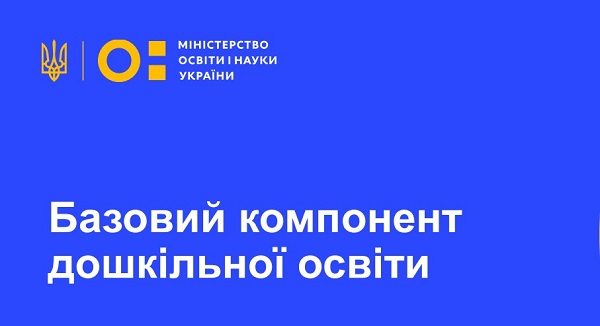 МІНІСТЕРСТВО
ОСВІТИ І НАУКИ
УКРАЇНИ
Базовий компонент
дошкільної освіти